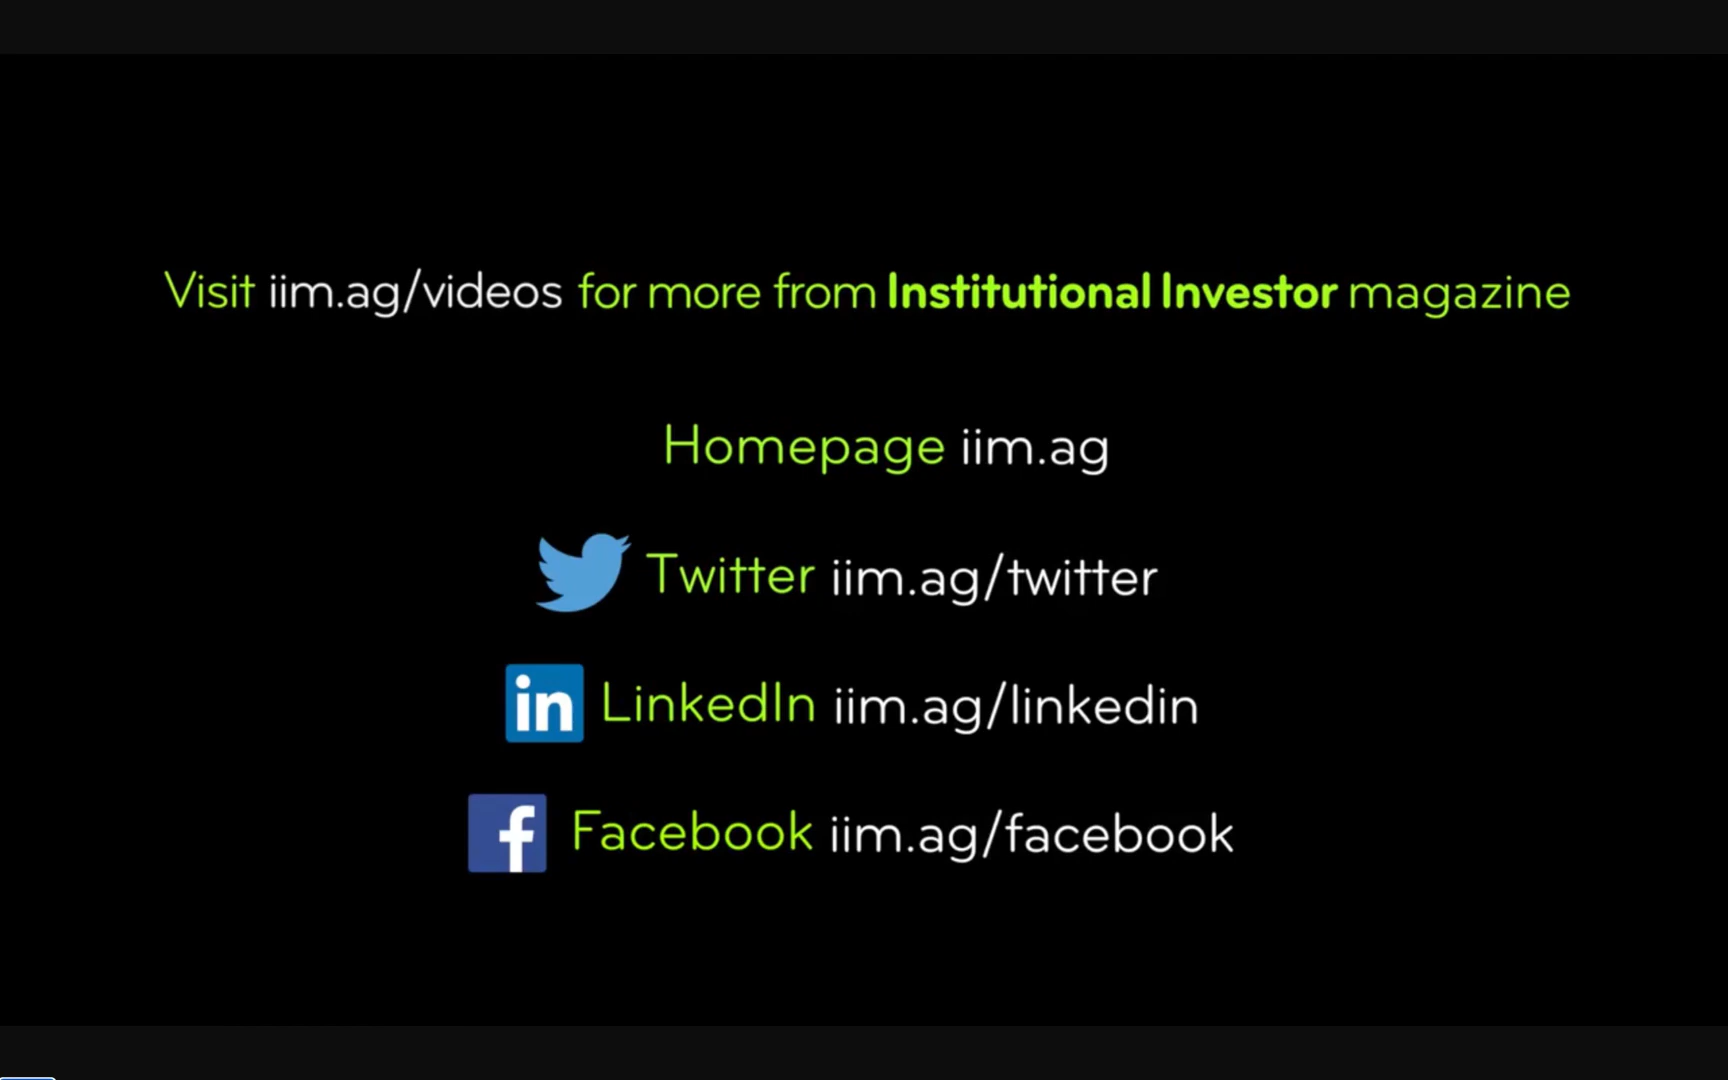 Visit iim.ag/videos for more from Institutional Investor magazine
Homepage iim.ag
Twitter iim.ag/twitter
in LinkedIn iim.ag/linkedin
f Facebook iim.ag/facebook